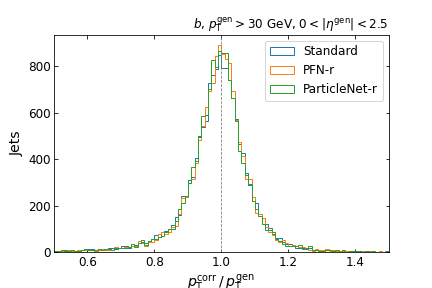 b, p_T^gen > 30 GeV, 0 < |η^gen| < 2.5
Standard
PFN-r
ParticleNet-r
Jets
800
600
400
200
0
0.6 0.8 1.0 1.2 1.4
p_T^corr / p_T^gen